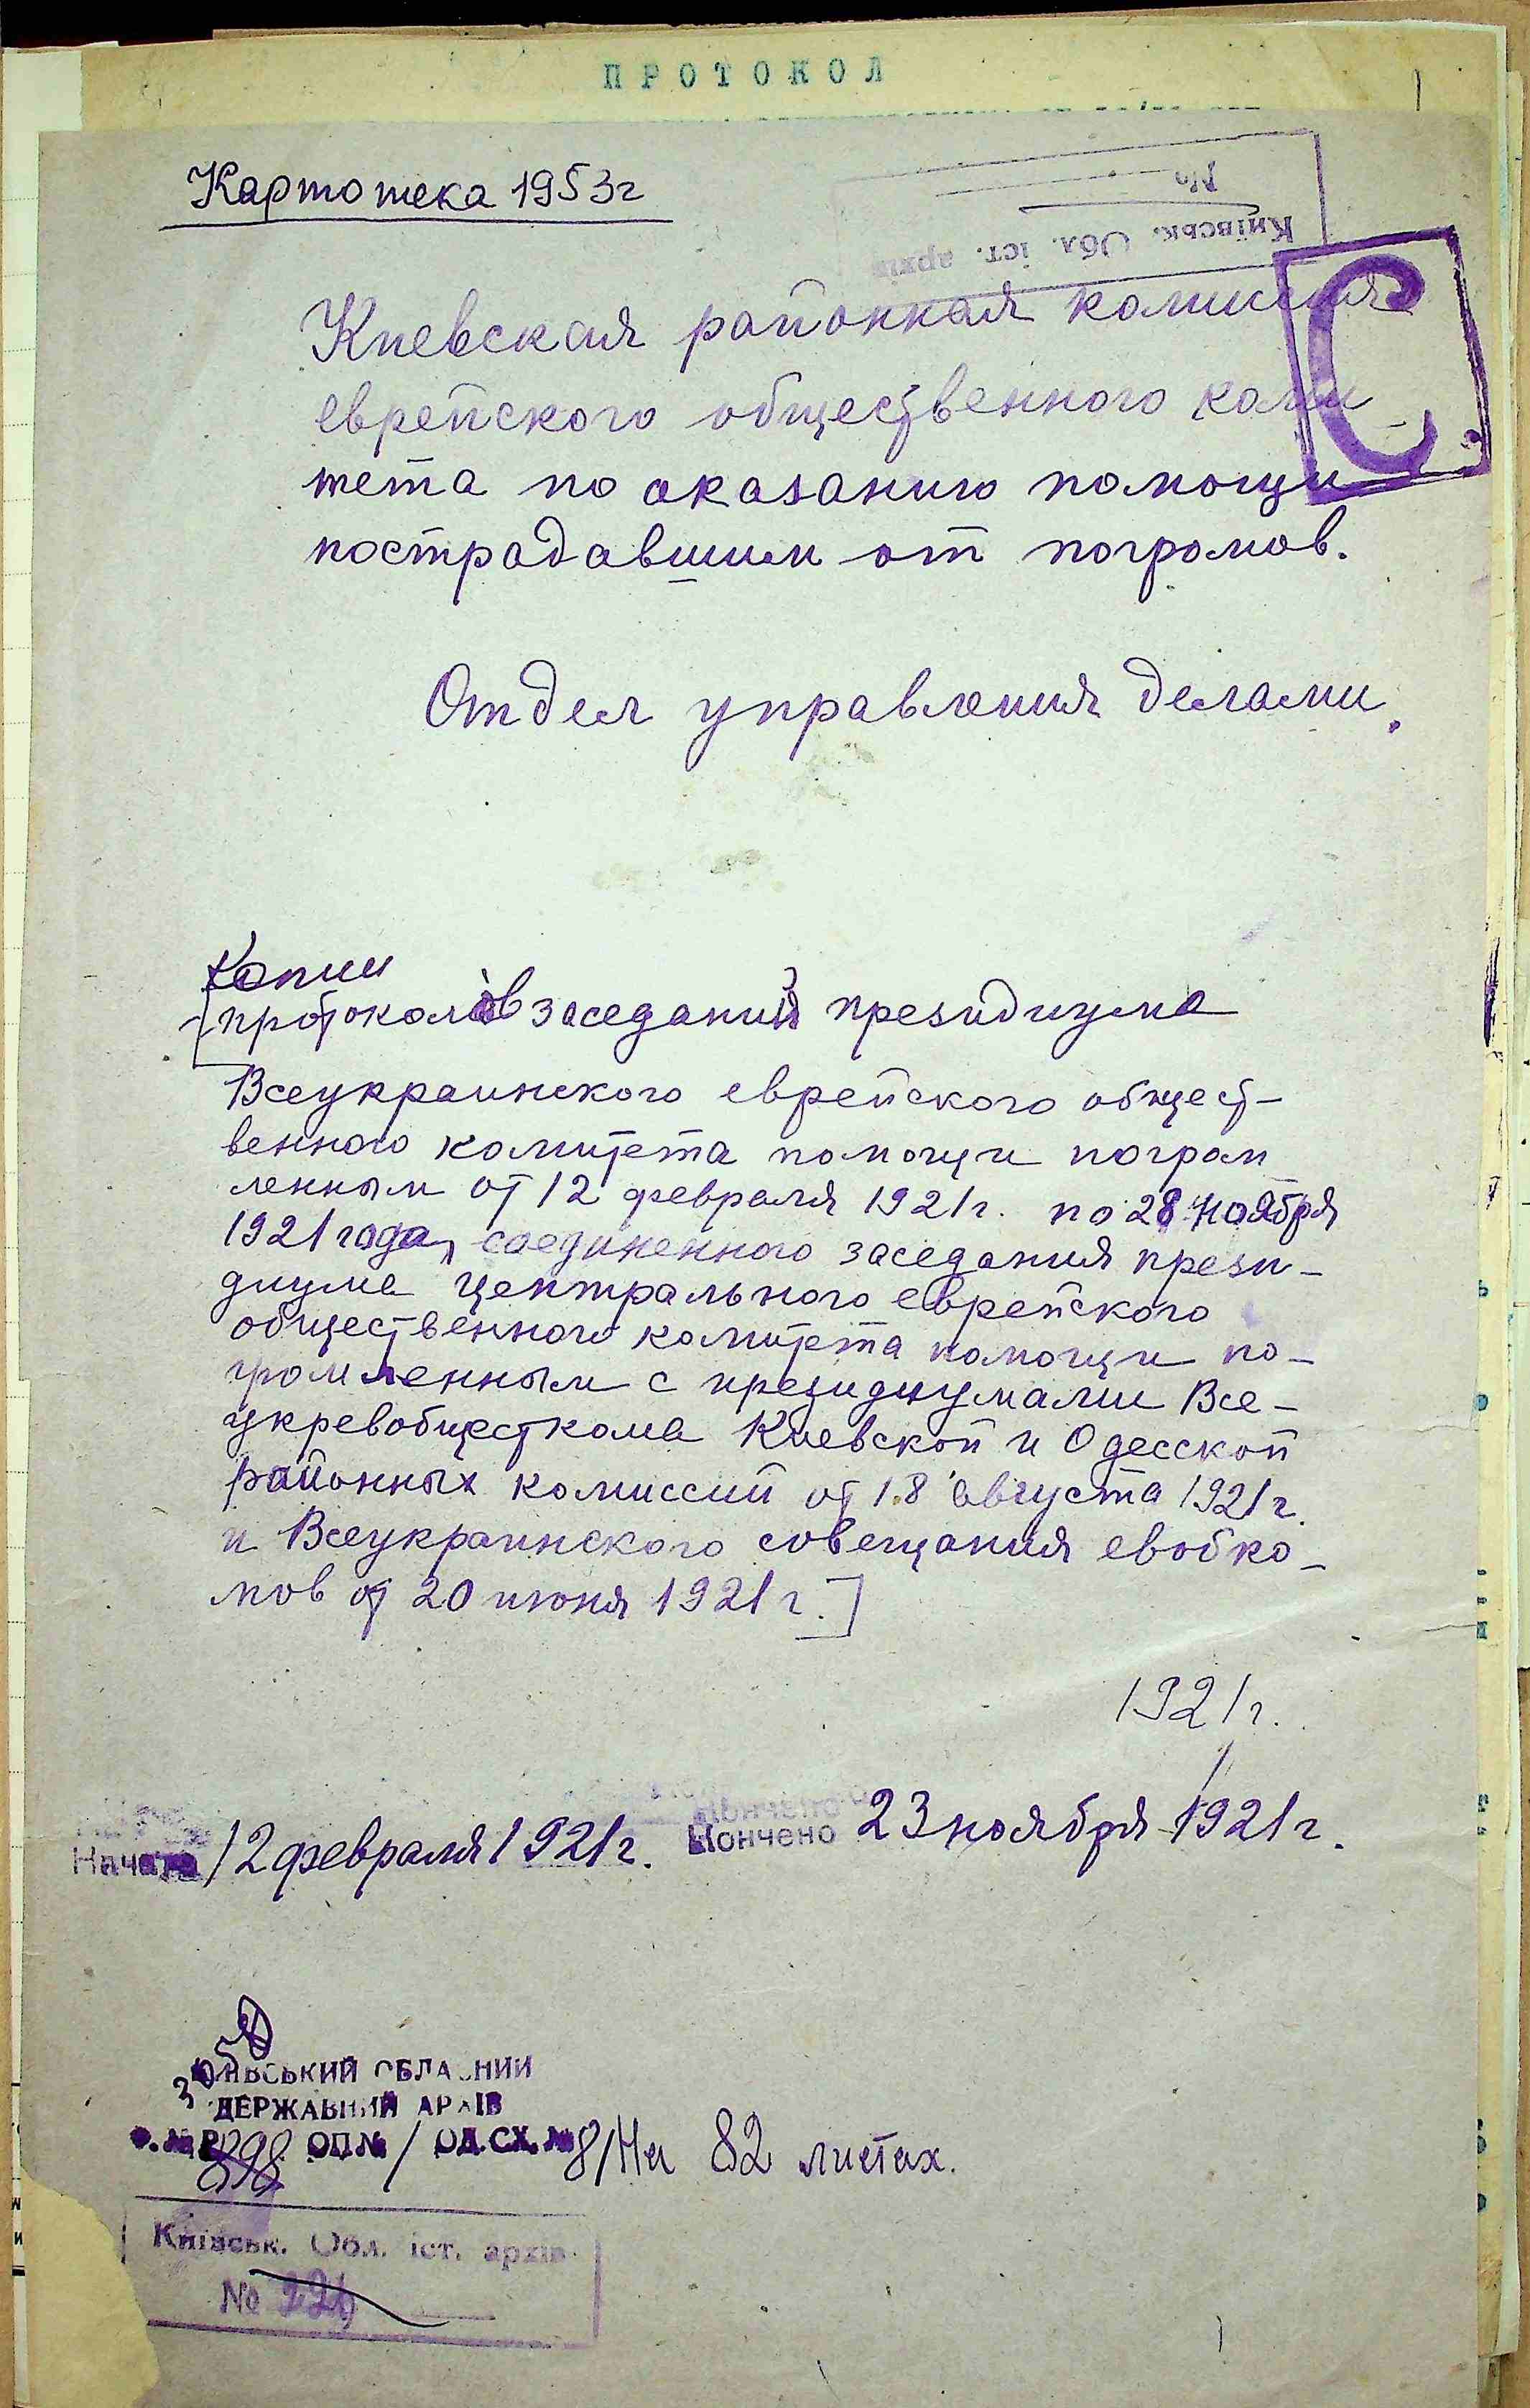 ПРОТОКОЛ
Картотека 1953г
№
Київськ. Обл. іст. архів
С.
Киевская районная комиссия
еврейского общественного коми
тета по оказанию помощи
пострадавшим от погромов.
Отдел управления делами.
Копии
протоколов заседаний президиума
Всеукраинского еврейского общест-
венного комитета помощи погром
ленным от 12 февраля 1921г. по 28 ноября
1921 года, соединенного заседания прези-
диума Центрального еврейского
общественного комитета помощи по-
громленным с президиумами Все-
укревобщесткома Киевской и Одесской
районных комиссий от 18 августа 1921г.
и Всеукраинского совещания евобко-
мов от 20 июня 1921г.]
1921г.
Начато 12 февраля 1921г. Кончено 23 ноября 1921г.
КИЇВСЬКИЙ ОБЛАСНИЙ
ДЕРЖАВНИЙ АРХІВ
Ф. № Р ОП № 1 ОД. СХ. № 8 / На 82 листах.
Київськ. Обл. іст. архів
№